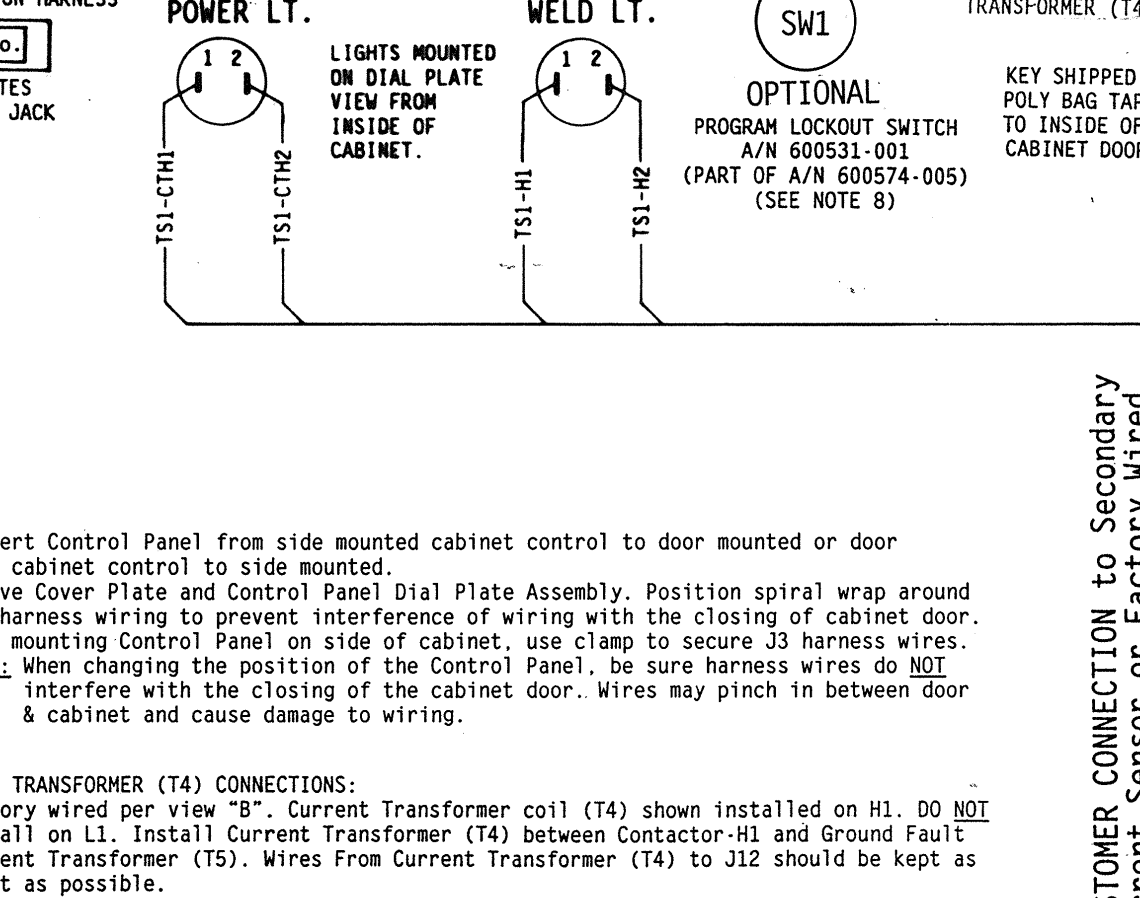 HARNESS
POWER LT.
WELD LT.
SW1
TRANSFORMER (T4
o.
TES
JACK
1 2
LIGHTS MOUNTED
ON DIAL PLATE
VIEW FROM
INSIDE OF
CABINET.
1 2
OPTIONAL
PROGRAM LOCKOUT SWITCH
A/N 600531-001
(PART OF A/N 600574-005)
(SEE NOTE 8)
KEY SHIPPED
POLY BAG TAP
TO INSIDE OF
CABINET DOOR
TS1-CTH1
TS1-CTH2
TS1-H1
TS1-H2
ert Control Panel from side mounted cabinet control to door mounted or door
cabinet control to side mounted.
ve Cover Plate and Control Panel Dial Plate Assembly. Position spiral wrap around
harness wiring to prevent interference of wiring with the closing of cabinet door.
mounting Control Panel on side of cabinet, use clamp to secure J3 harness wires.
: When changing the position of the Control Panel, be sure harness wires do NOT
interfere with the closing of the cabinet door. Wires may pinch in between door
& cabinet and cause damage to wiring.
TRANSFORMER (T4) CONNECTIONS:
ory wired per view "B". Current Transformer coil (T4) shown installed on H1. DO NOT
all on L1. Install Current Transformer (T4) between Contactor-H1 and Ground Fault
ent Transformer (T5). Wires From Current Transformer (T4) to J12 should be kept as
t as possible.
STOMER CONNECTION to Secondary
rrent Sensor or Factory Wired